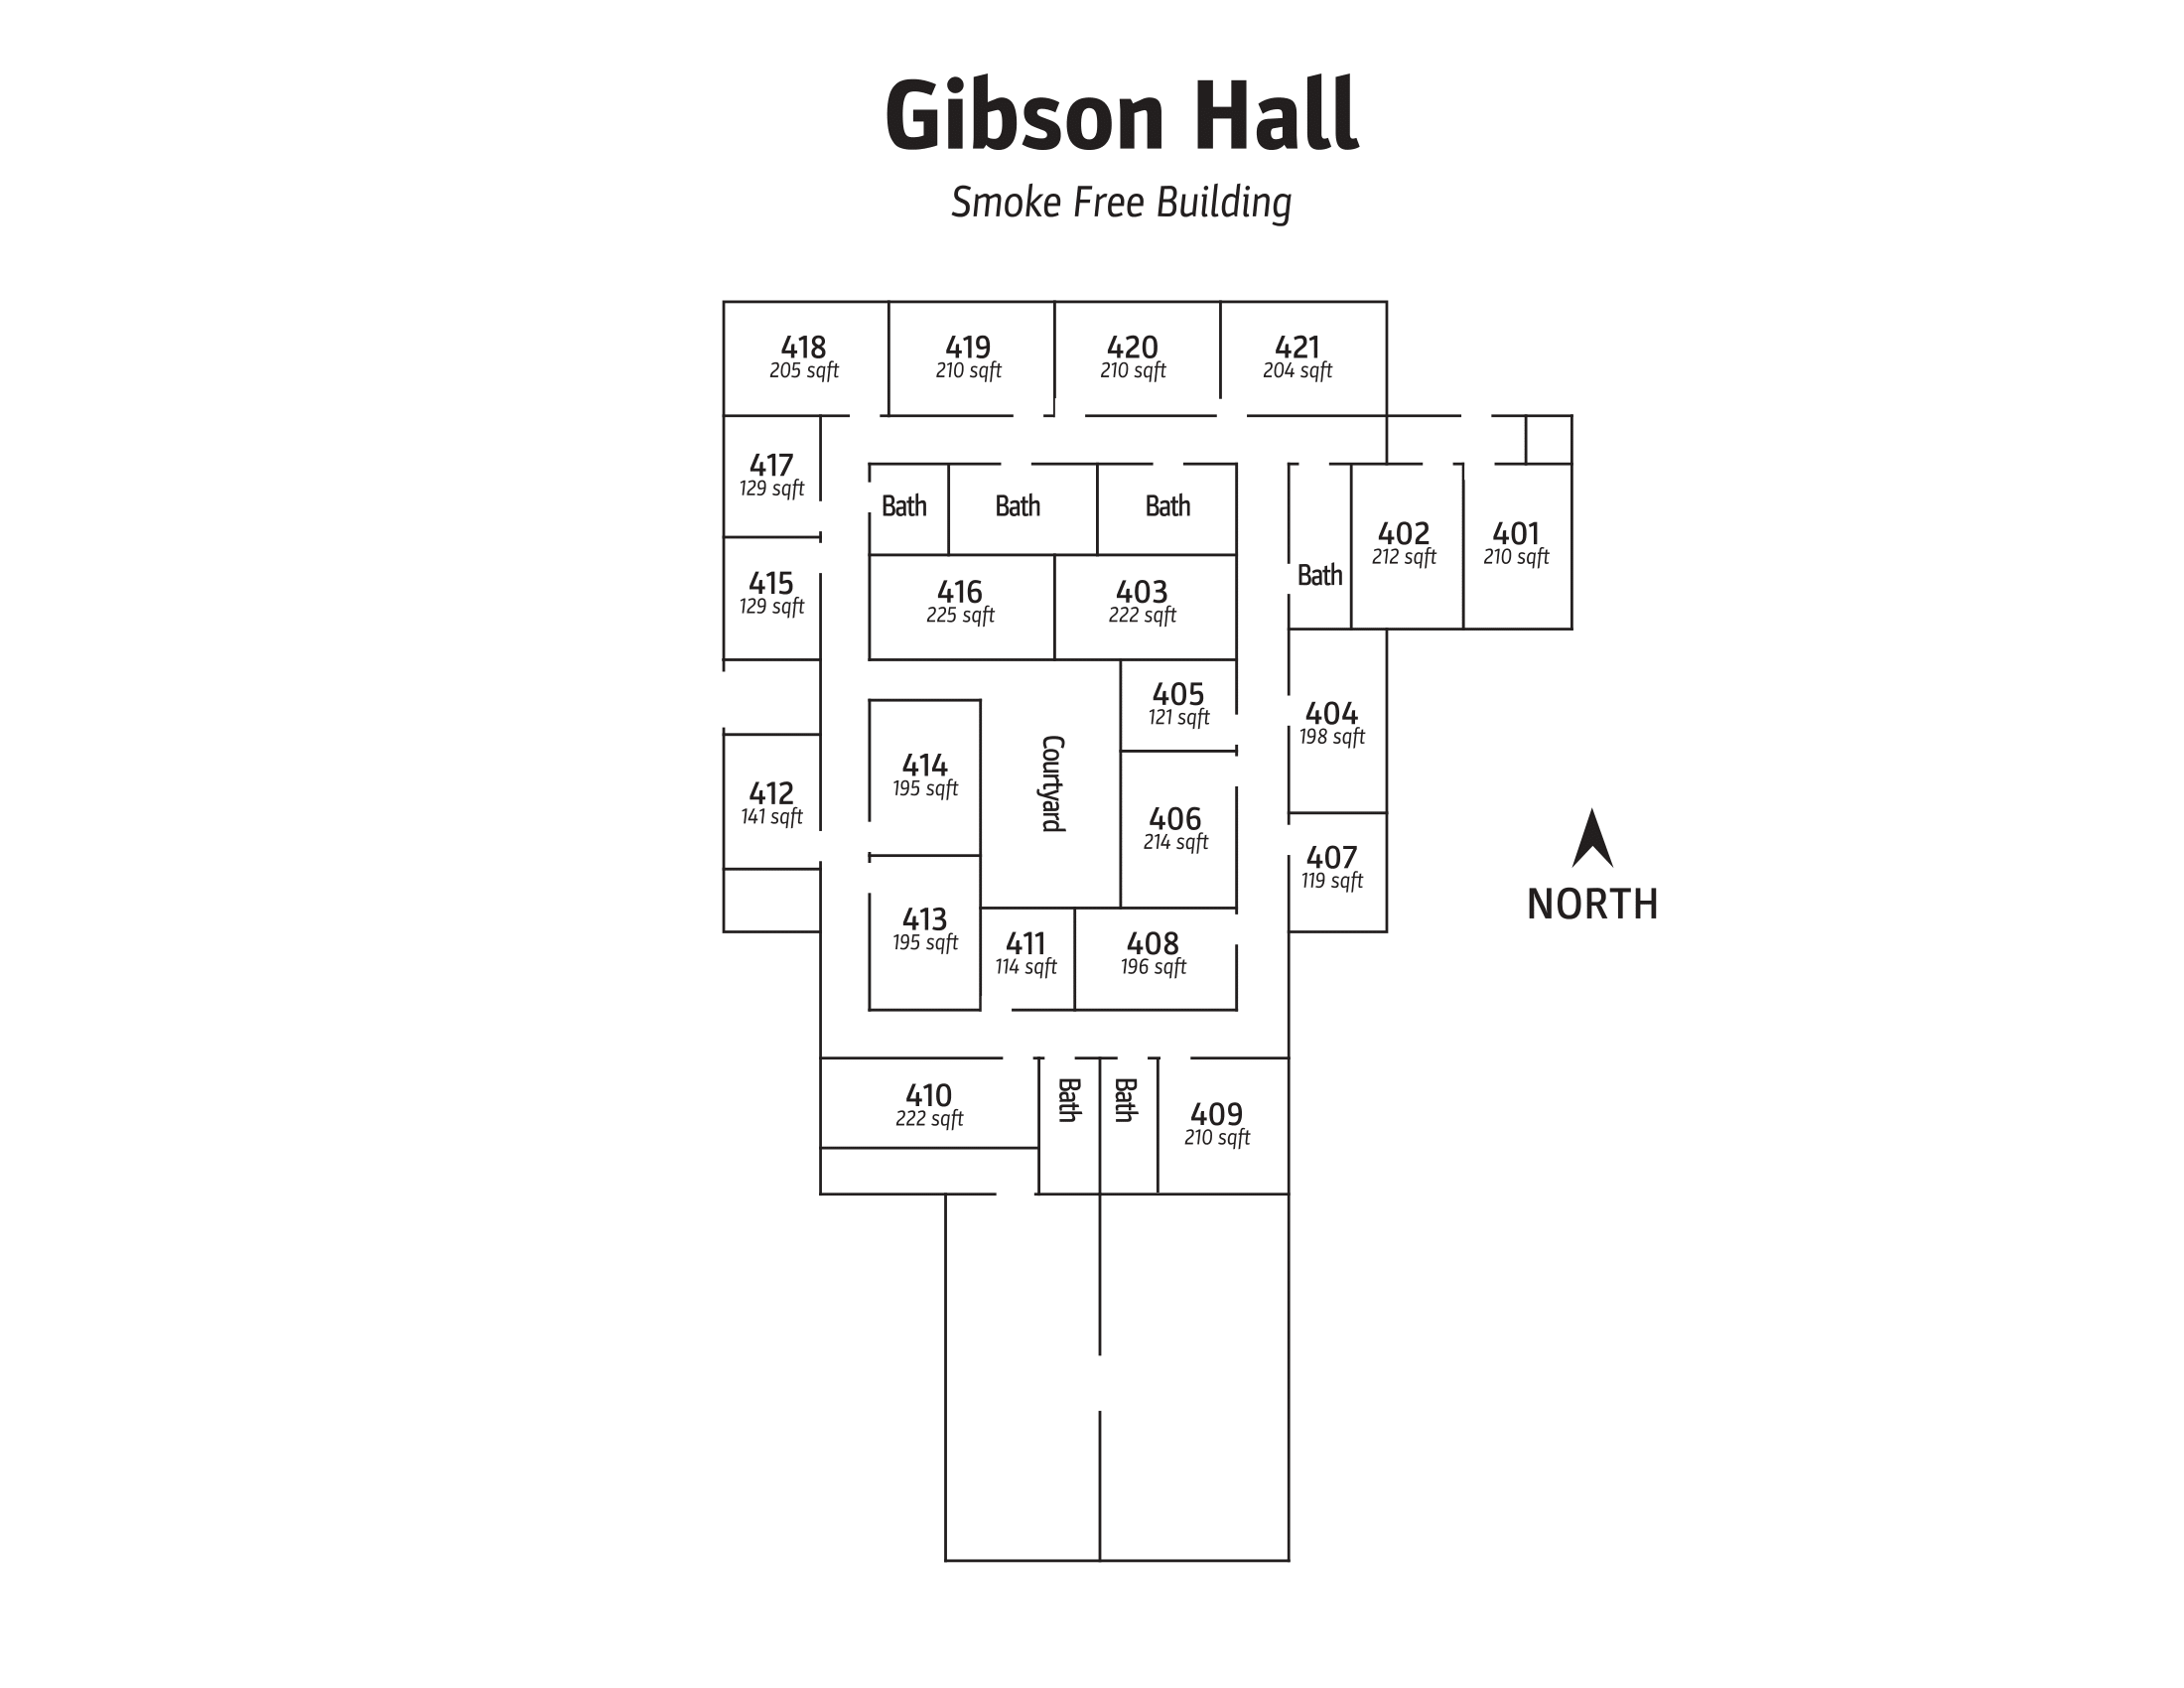 Gibson Hall
Smoke Free Building
418
205 sqft
419
210 sqft
420
210 sqft
421
204 sqft
417
129 sqft
Bath
Bath
Bath
Bath
402
212 sqft
401
210 sqft
415
129 sqft
416
225 sqft
403
222 sqft
405
121 sqft
404
198 sqft
414
195 sqft
Courtyard
412
141 sqft
406
214 sqft
407
119 sqft
NORTH
413
195 sqft
411
114 sqft
408
196 sqft
410
222 sqft
Bath
Bath
409
210 sqft